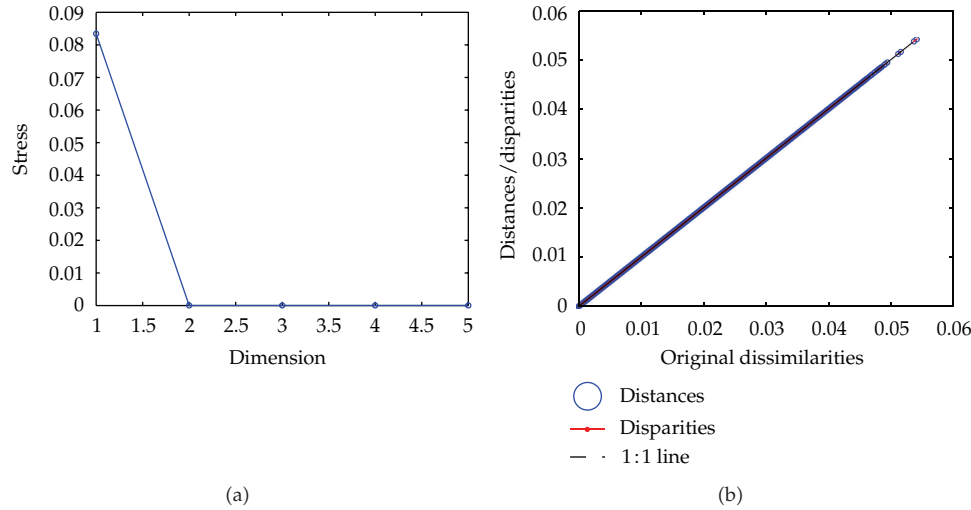 0.09
0.08
0.07
0.06
0.05
0.04
0.03
0.02
0.01
0
Stress
1 1.5 2 2.5 3 3.5 4 4.5 5
Dimension
(a)
0.06
0.05
0.04
0.03
0.02
0.01
0
Distances/disparities
0 0.01 0.02 0.03 0.04 0.05 0.06
Original dissimilarities
Distances
Disparities
1:1 line
(b)